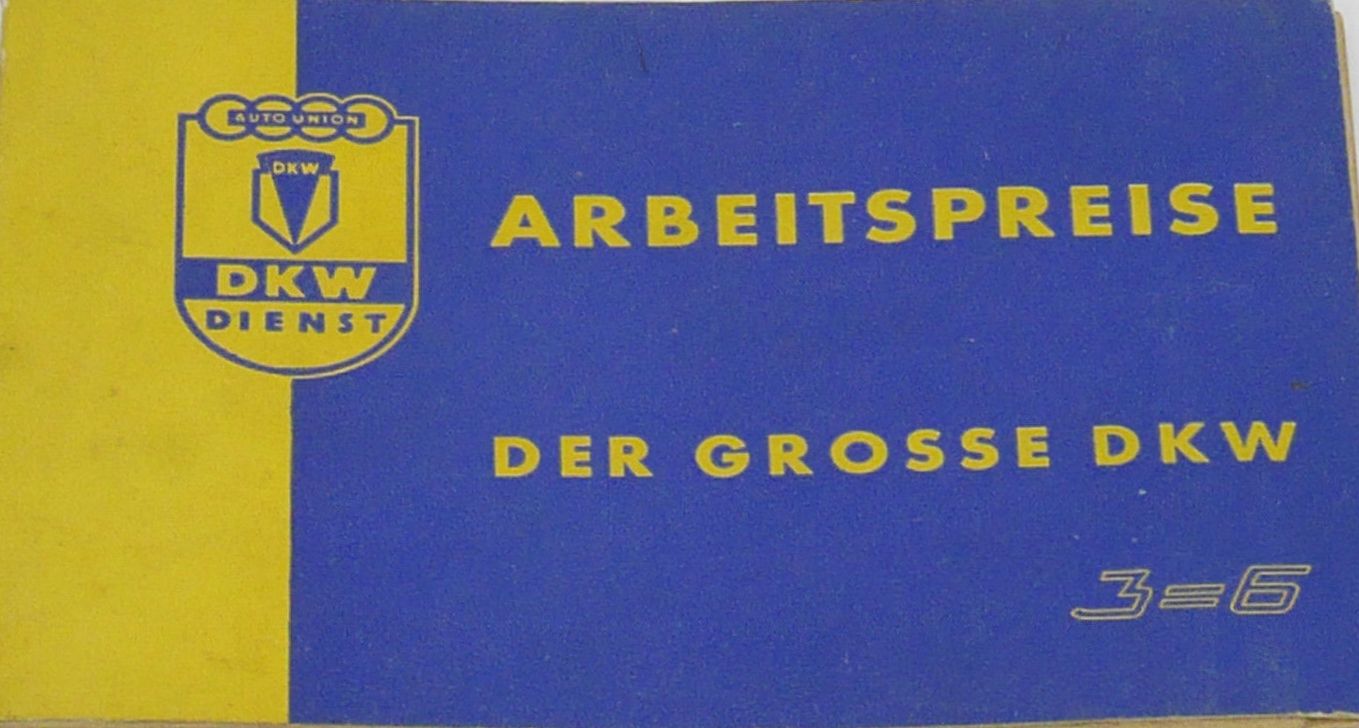 AUTO UNION
DKW
DKW
DIENST
ARBEITSPREISE
DER GROSSE DKW
3=6